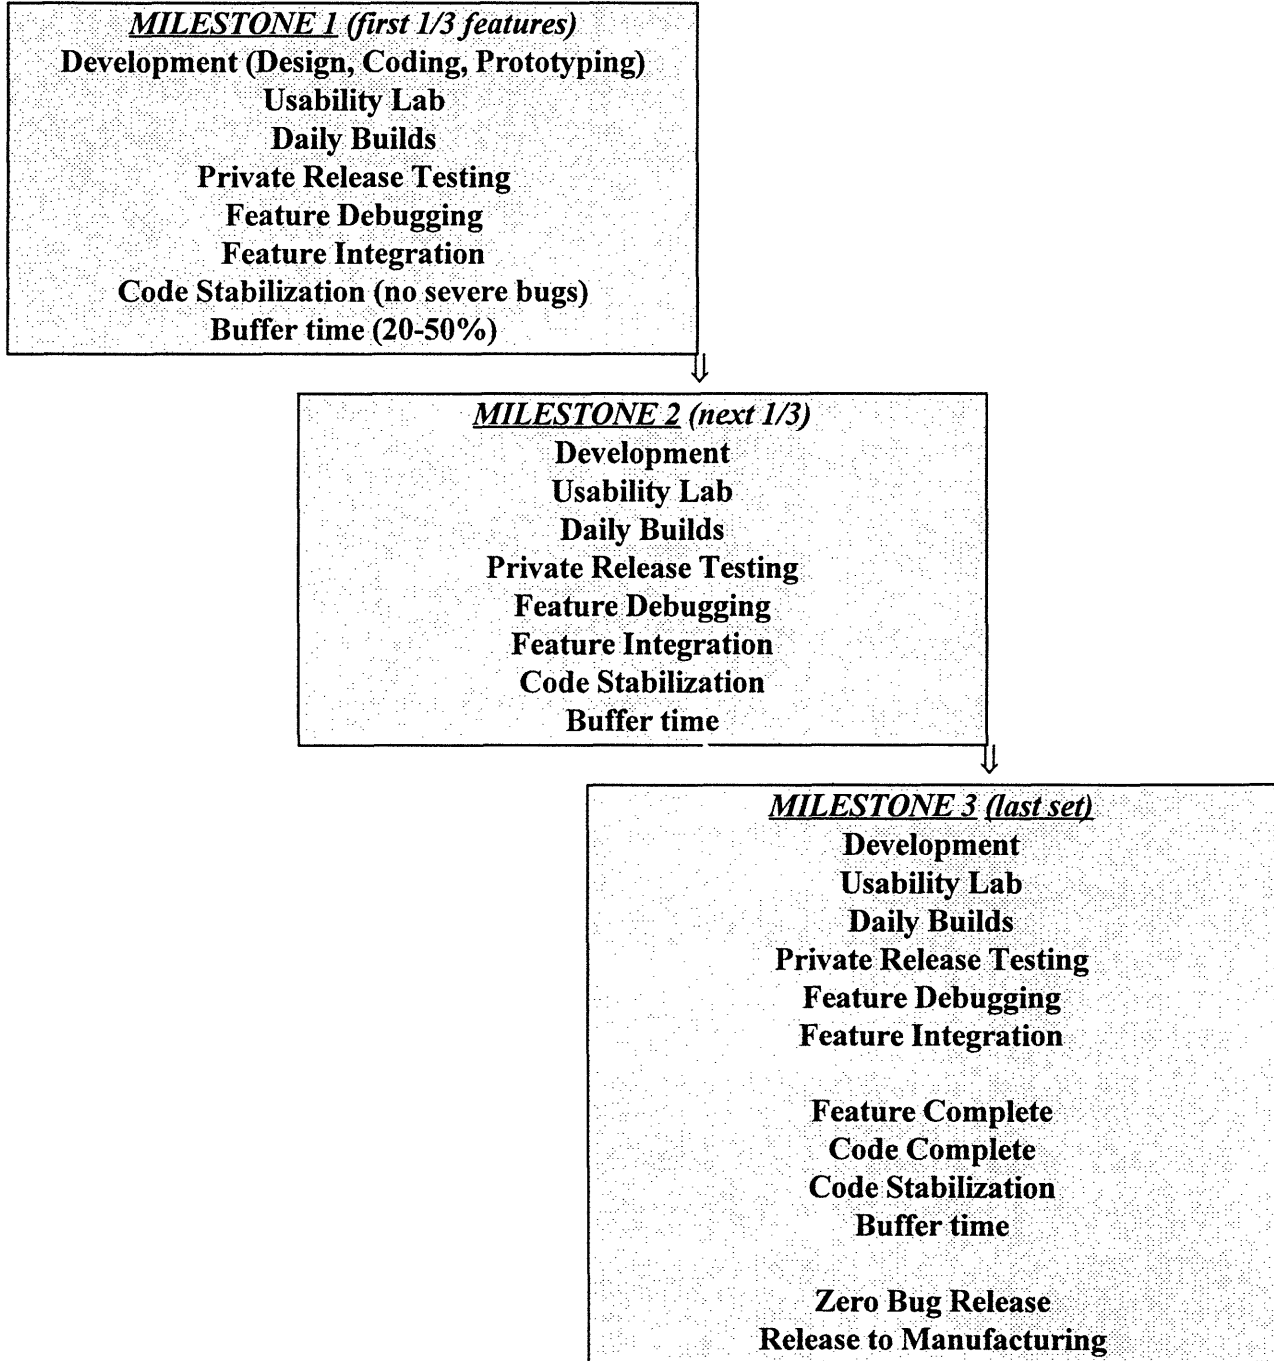 MILESTONE 1 (first 1/3 features)
Development (Design, Coding, Prototyping)
Usability Lab
Daily Builds
Private Release Testing
Feature Debugging
Feature Integration
Code Stabilization (no severe bugs)
Buffer time (20-50%)
MILESTONE 2 (next 1/3)
Development
Usability Lab
Daily Builds
Private Release Testing
Feature Debugging
Feature Integration
Code Stabilization
Buffer time
MILESTONE 3 (last set)
Development
Usability Lab
Daily Builds
Private Release Testing
Feature Debugging
Feature Integration
Feature Complete
Code Complete
Code Stabilization
Buffer time
Zero Bug Release
Release to Manufacturing